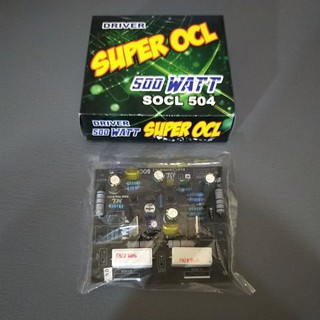 DRIVER
SUPER OCL
500 WATT
SOCL 504
DRIVER
500 WATT SUPER OCL